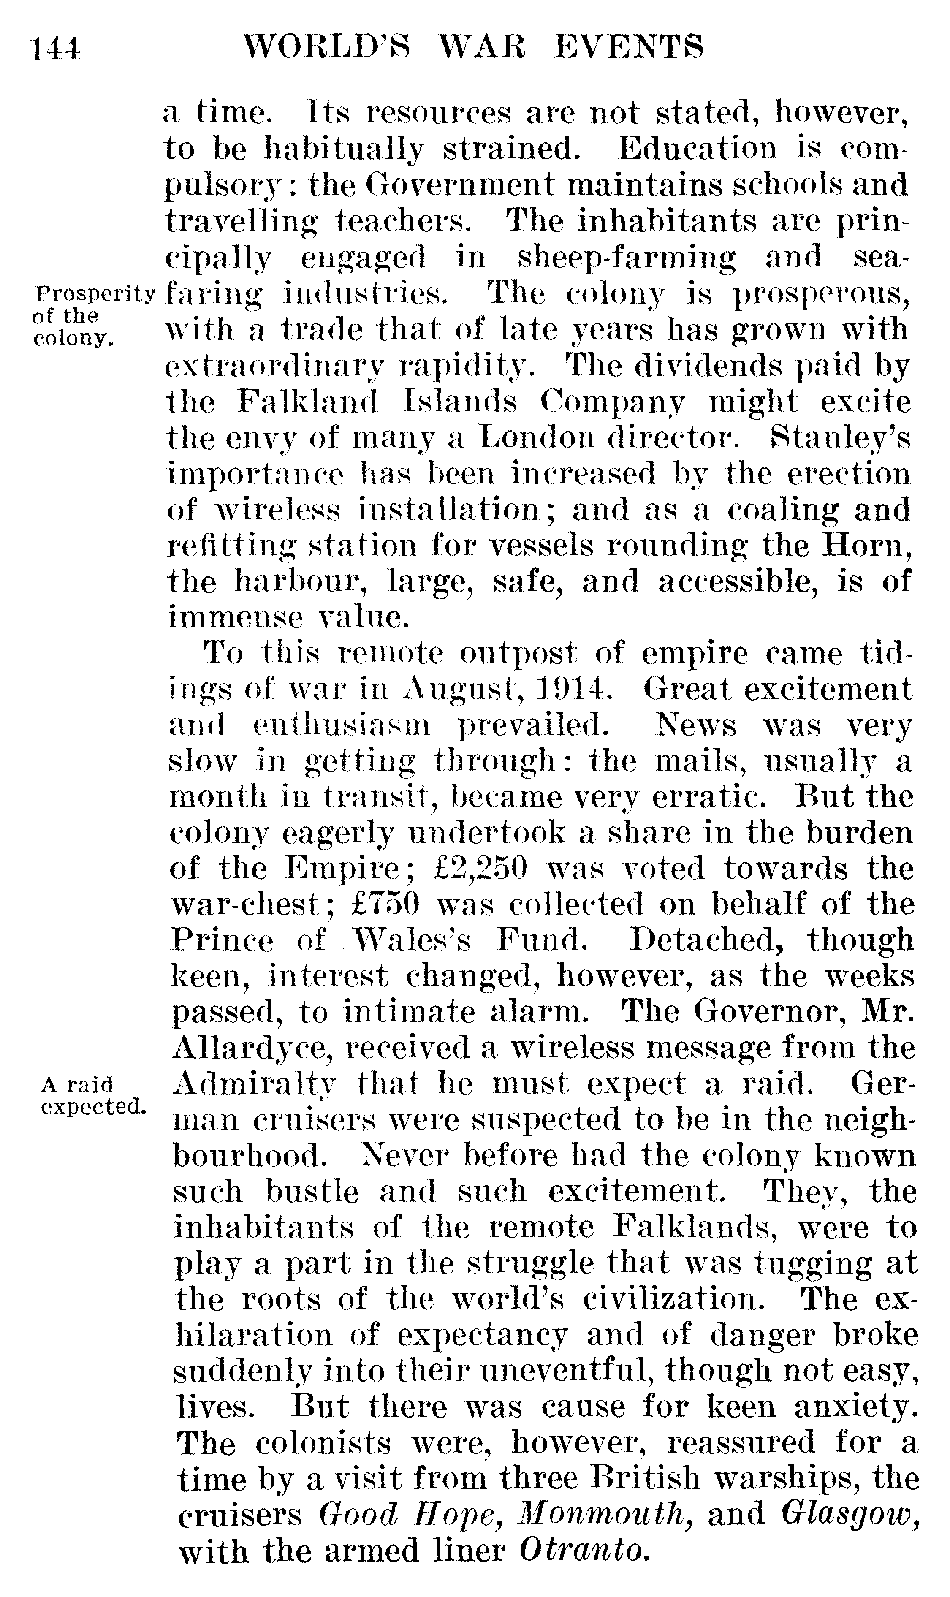 144 WORLD'S WAR EVENTS
a time. Its resources are not stated, however,
to be habitually strained. Education is com-
pulsory: the Government maintains schools and
travelling teachers. The inhabitants are prin-
cipally engaged in sheep-farming and sea-
Prosperity
of the
colony.
faring industries. The colony is prosperous,
with a trade that of late years has grown with
extraordinary rapidity. The dividends paid by
the Falkland Islands Company might excite
the envy of many a London director. Stanley's
importance has been increased by the erection
of wireless installation; and as a coaling and
refitting station for vessels rounding the Horn,
the harbour, large, safe, and accessible, is of
immense value.
To this remote outpost of empire came tid-
ings of war in August, 1914. Great excitement
and enthusiasm prevailed. News was very
slow in getting through: the mails, usually a
month in transit, became very erratic. But the
colony eagerly undertook a share in the burden
of the Empire; £2,250 was voted towards the
war-chest; £750 was collected on behalf of the
Prince of Wales's Fund. Detached, though
keen, interest changed, however, as the weeks
passed, to intimate alarm. The Governor, Mr.
Allardyce, received a wireless message from the
A raid
expected.
Admiralty that he must expect a raid. Ger-
man cruisers were suspected to be in the neigh-
bourhood. Never before had the colony known
such bustle and such excitement. They, the
inhabitants of the remote Falklands, were to
play a part in the struggle that was tugging at
the roots of the world's civilization. The ex-
hilaration of expectancy and of danger broke
suddenly into their uneventful, though not easy,
lives. But there was cause for keen anxiety.
The colonists were, however, reassured for a
time by a visit from three British warships, the
cruisers Good Hope, Monmouth, and Glasgow,
with the armed liner Otranto.